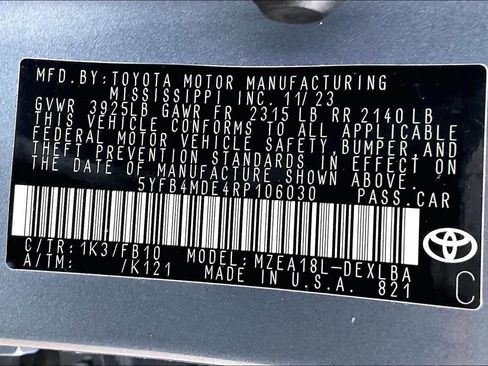 MFD. BY: TOYOTA MOTOR MANUFACTURING
MISSISSIPPI INC. 11/23
GVWR 3925LB GAWR FR 2315 LB RR 2140 LB
THIS VEHICLE CONFORMS TO ALL APPLICABLE
FEDERAL MOTOR VEHICLE SAFETY, BUMPER, AND
THEFT PREVENTION STANDARDS IN EFFECT ON
THE DATE OF MANUFACTURE SHOWN ABOVE.
5YFB4MDE4RP106030 PASS. CAR
C/TR: 1K3/FB10 MODEL: MZEA18L-DEXLBA
A/TM: /K121 MADE IN U.S.A. 821
C